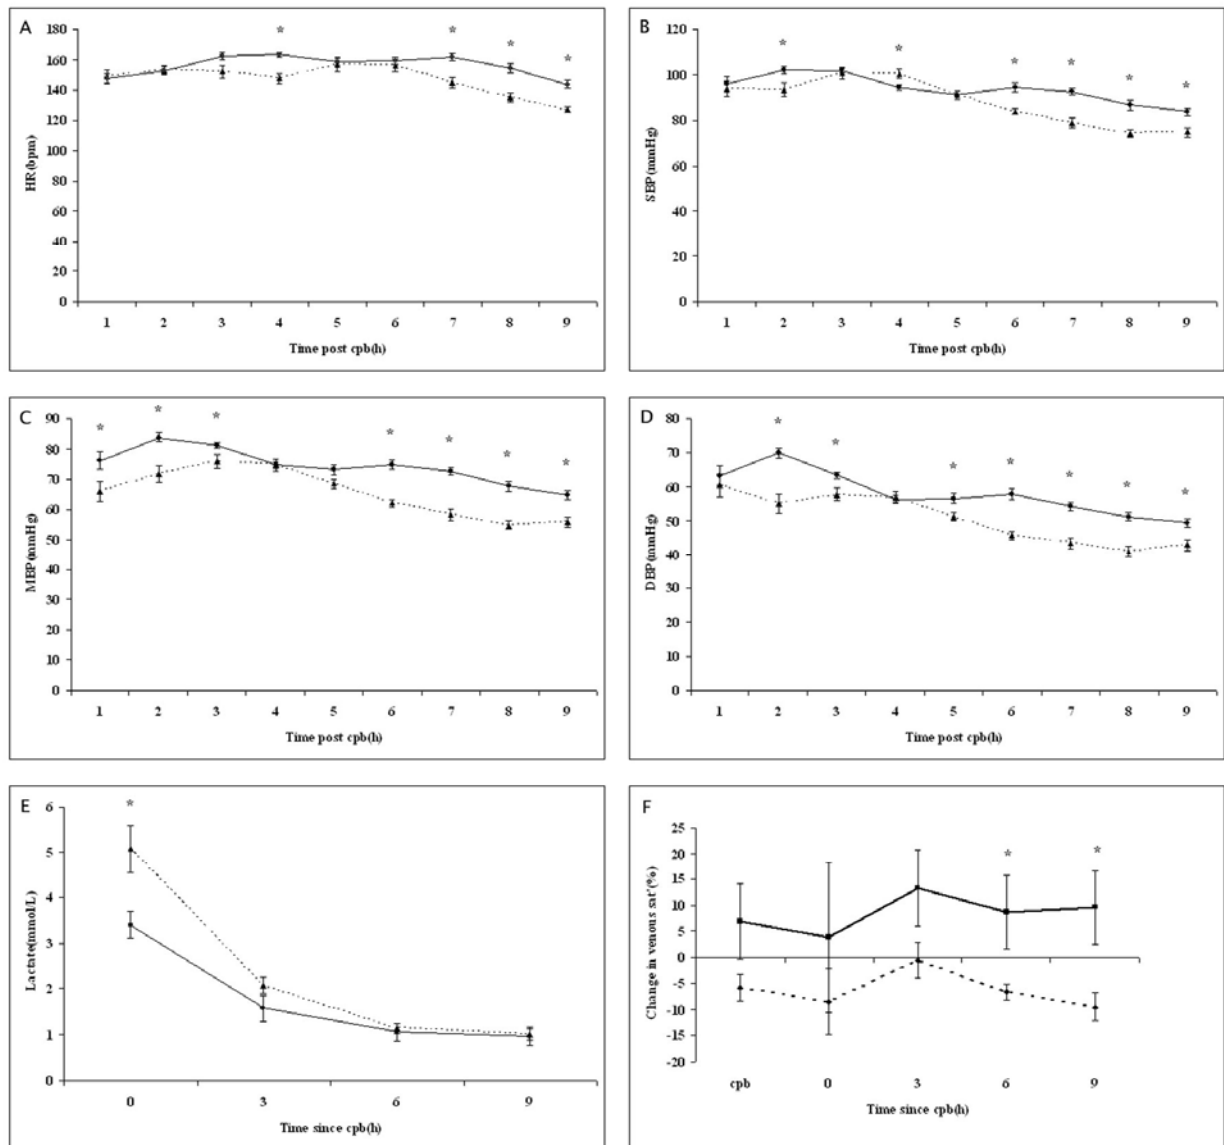 A
HR(bpm)
180
160
140
120
100
80
60
40
20
0
1 2 3 4 5 6 7 8 9
Time post cpb(h)
B
SBP(mmHg)
120
100
80
60
40
20
0
1 2 3 4 5 6 7 8 9
Time post cpb(h)
C
MBP(mmHg)
90
80
70
60
50
40
30
20
10
0
1 2 3 4 5 6 7 8 9
Time post cpb(h)
D
DBP(mmHg)
80
70
60
50
40
30
20
10
0
1 2 3 4 5 6 7 8 9
Time post cpb(h)
E
Lactate(mmol/L)
6
5
4
3
2
1
0
0 3 6 9
Time since cpb(h)
F
Change in venous sat'(%)
25
20
15
10
5
0
-5
-10
-15
-20
cpb 0 3 6 9
Time since cpb(h)